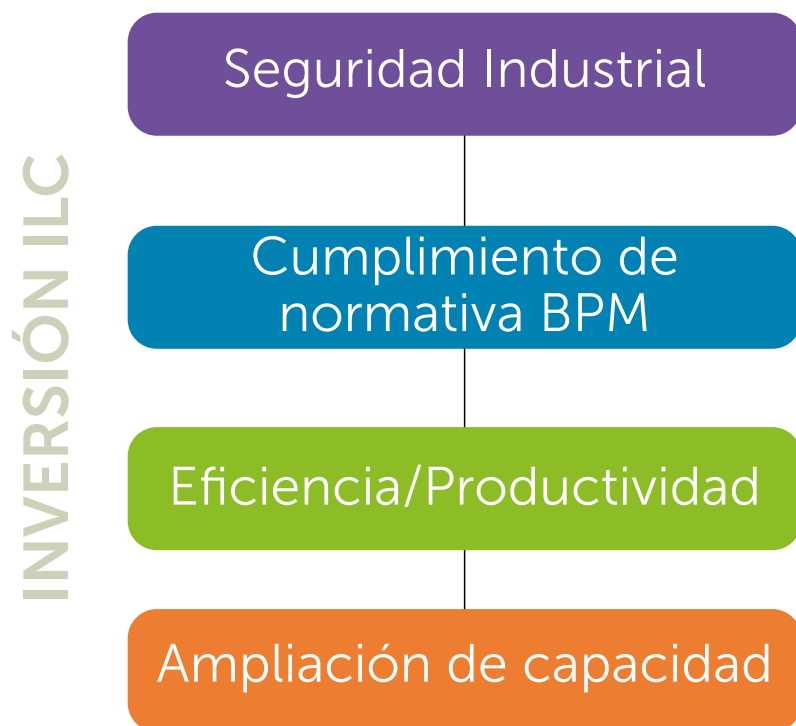 INVERSIÓN ILC
Seguridad Industrial
Cumplimiento de
normativa BPM
Eficiencia/Productividad
Ampliación de capacidad